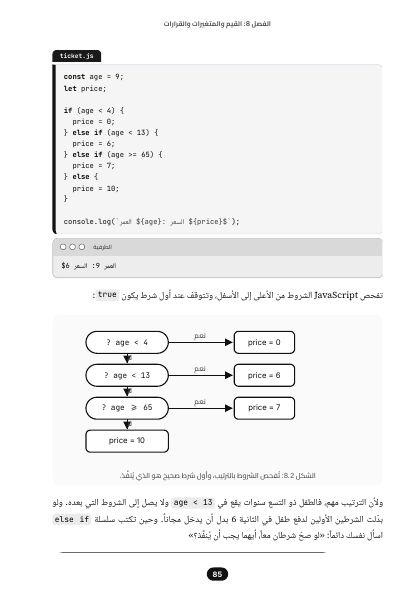 الفصل 8: القيم والمتغيرات والقرارات
ticket.js
const age = 9;
let price;
if (age < 4) {
price = 0;
} else if (age < 13) {
price = 6;
} else if (age >= 65) {
price = 7;
} else {
price = 10;
}
console.log(`العمر ${age}: السعر ${price}$`);
الطرفية
العمر 9: السعر 6$
تفحص JavaScript الشروط من الأعلى إلى الأسفل، وتتوقف عند أول شرط يكون true:
age < 4 ?
نعم
price = 0
age < 13 ?
نعم
price = 6
age ≥ 65 ?
نعم
price = 7
price = 10
الشكل 8.2: تُفحص الشروط بالترتيب، وأول شرط صحيح هو الذي يُنفَّذ.
ولأن الترتيب مهم، فالطفل ذو التسع سنوات يقع في age < 13 ولا يصل إلى الشروط التي بعده. ولو
بدّلت الشرطين الأولين لدفع طفل في الثانية 6 بدل أن يدخل مجاناً. وحين تكتب سلسلة else if
اسأل نفسك دائماً: «لو صحّ شرطان معاً، أيهما يجب أن يُنفَّذ؟»
85